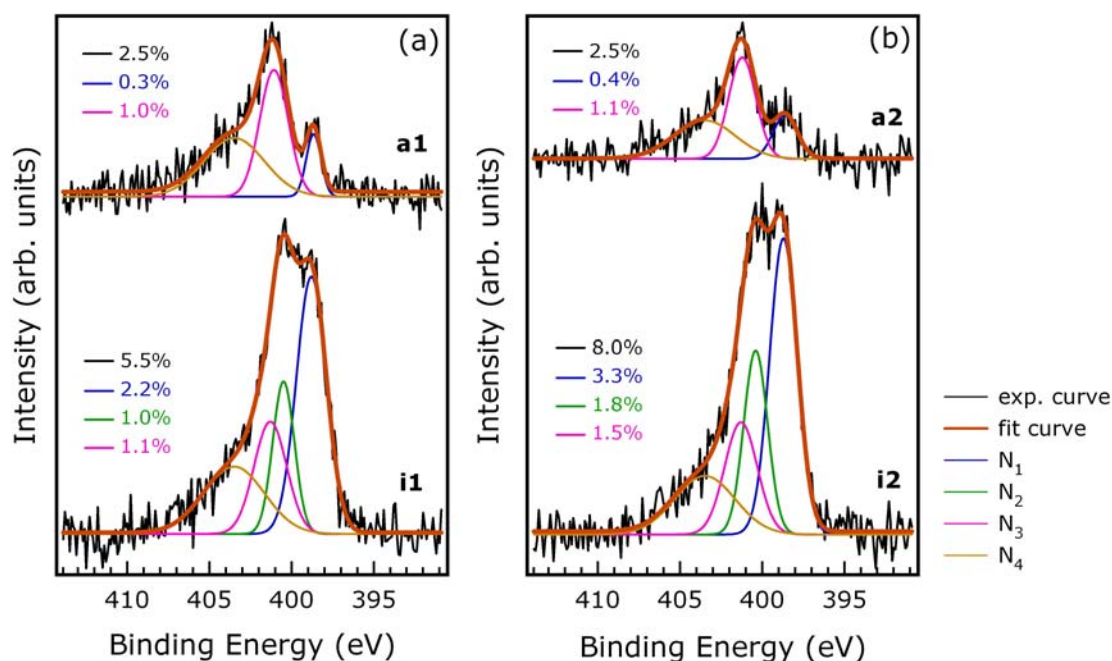 (a)
2.5%
0.3%
1.0%
a1
5.5%
2.2%
1.0%
1.1%
i1
Intensity (arb. units)
410 405 400 395
Binding Energy (eV)
(b)
2.5%
0.4%
1.1%
a2
8.0%
3.3%
1.8%
1.5%
i2
Intensity (arb. units)
410 405 400 395
Binding Energy (eV)
exp. curve
fit curve
N1
N2
N3
N4